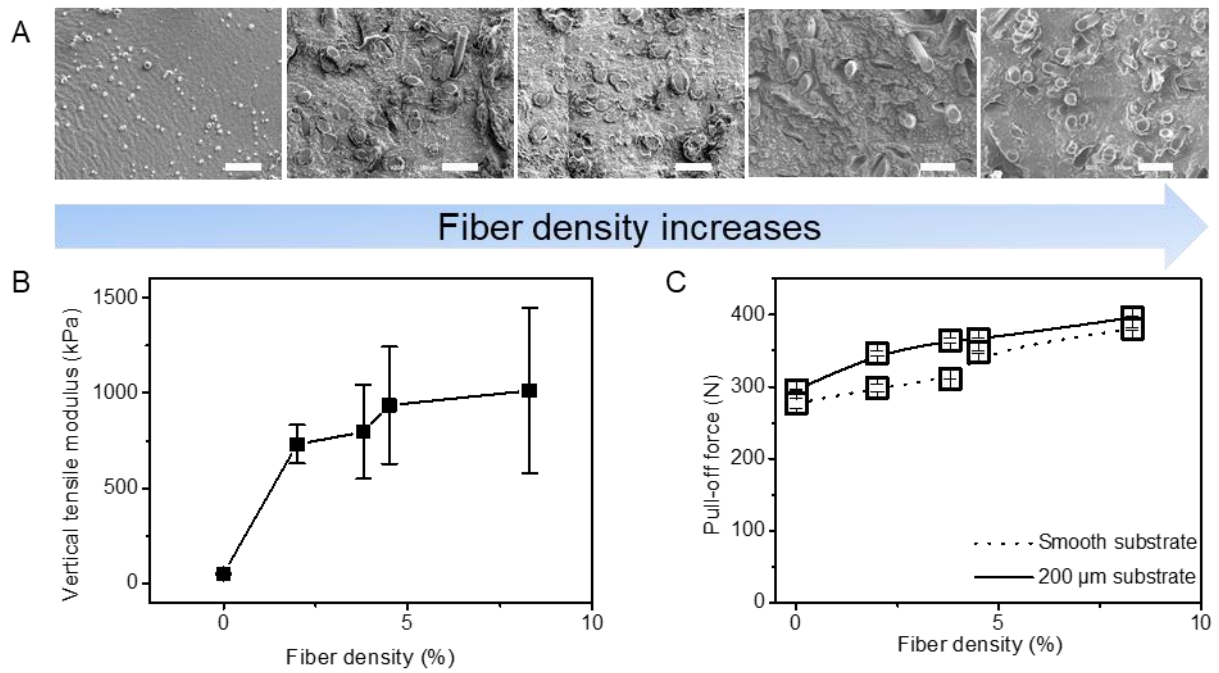 A
Fiber density increases
B
Vertical tensile modulus (kPa)
1500
1000
500
0
0
5
10
Fiber density (%)
C
Pull-off force (N)
400
300
200
100
0
Smooth substrate
200 µm substrate
0
5
10
Fiber density (%)